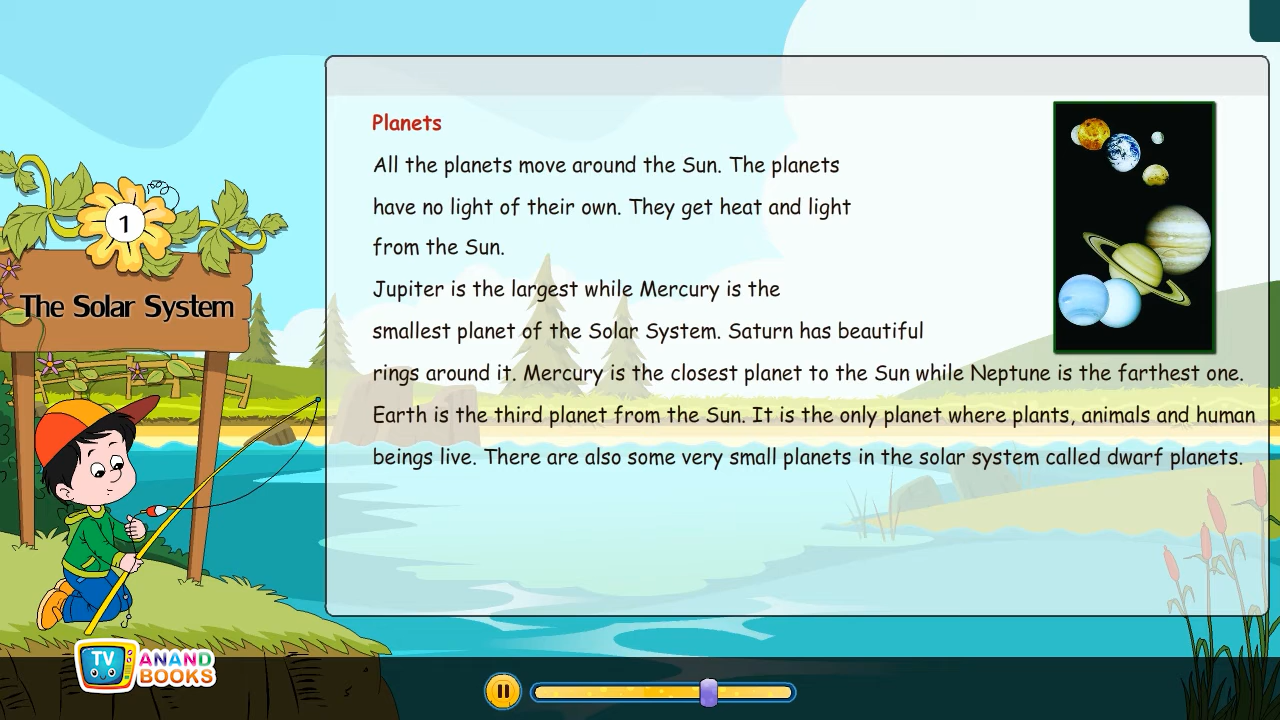 1
The Solar System
Planets
All the planets move around the Sun. The planets
have no light of their own. They get heat and light
from the Sun.
Jupiter is the largest while Mercury is the
smallest planet of the Solar System. Saturn has beautiful
rings around it. Mercury is the closest planet to the Sun while Neptune is the farthest one.
Earth is the third planet from the Sun. It is the only planet where plants, animals and human
beings live. There are also some very small planets in the solar system called dwarf planets.
TV
ANAND
BOOKS